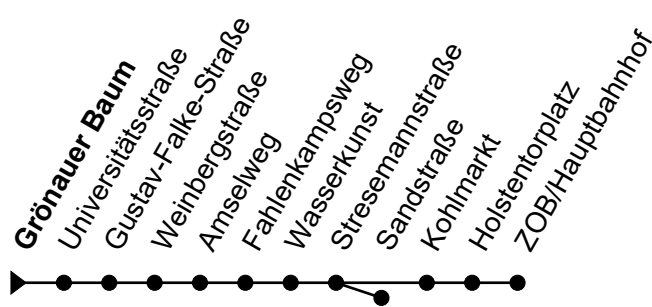 Grönauer Baum
Universitätsstraße
Gustav-Falke-Straße
Weinbergstraße
Amselweg
Fahlenkampsweg
Wasserkunst
Stresemannstraße
Sandstraße
Kohlmarkt
Holstentorplatz
ZOB/Hauptbahnhof